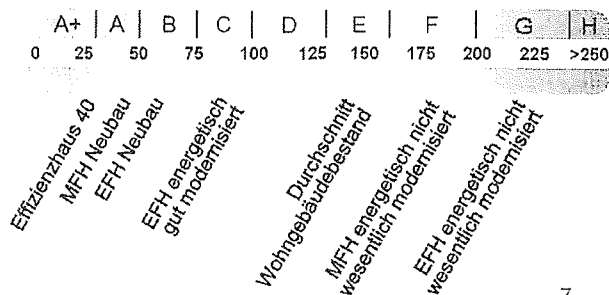 A+ | A | B | C | D | E | F | G | H
0 25 50 75 100 125 150 175 200 225 >250
Effizienzhaus 40
MFH Neubau
EFH Neubau
EFH energetisch
gut modernisiert
Durchschnitt
Wohngebäudebestand
MFH energetisch nicht
wesentlich modernisiert
EFH energetisch nicht
wesentlich modernisiert
7